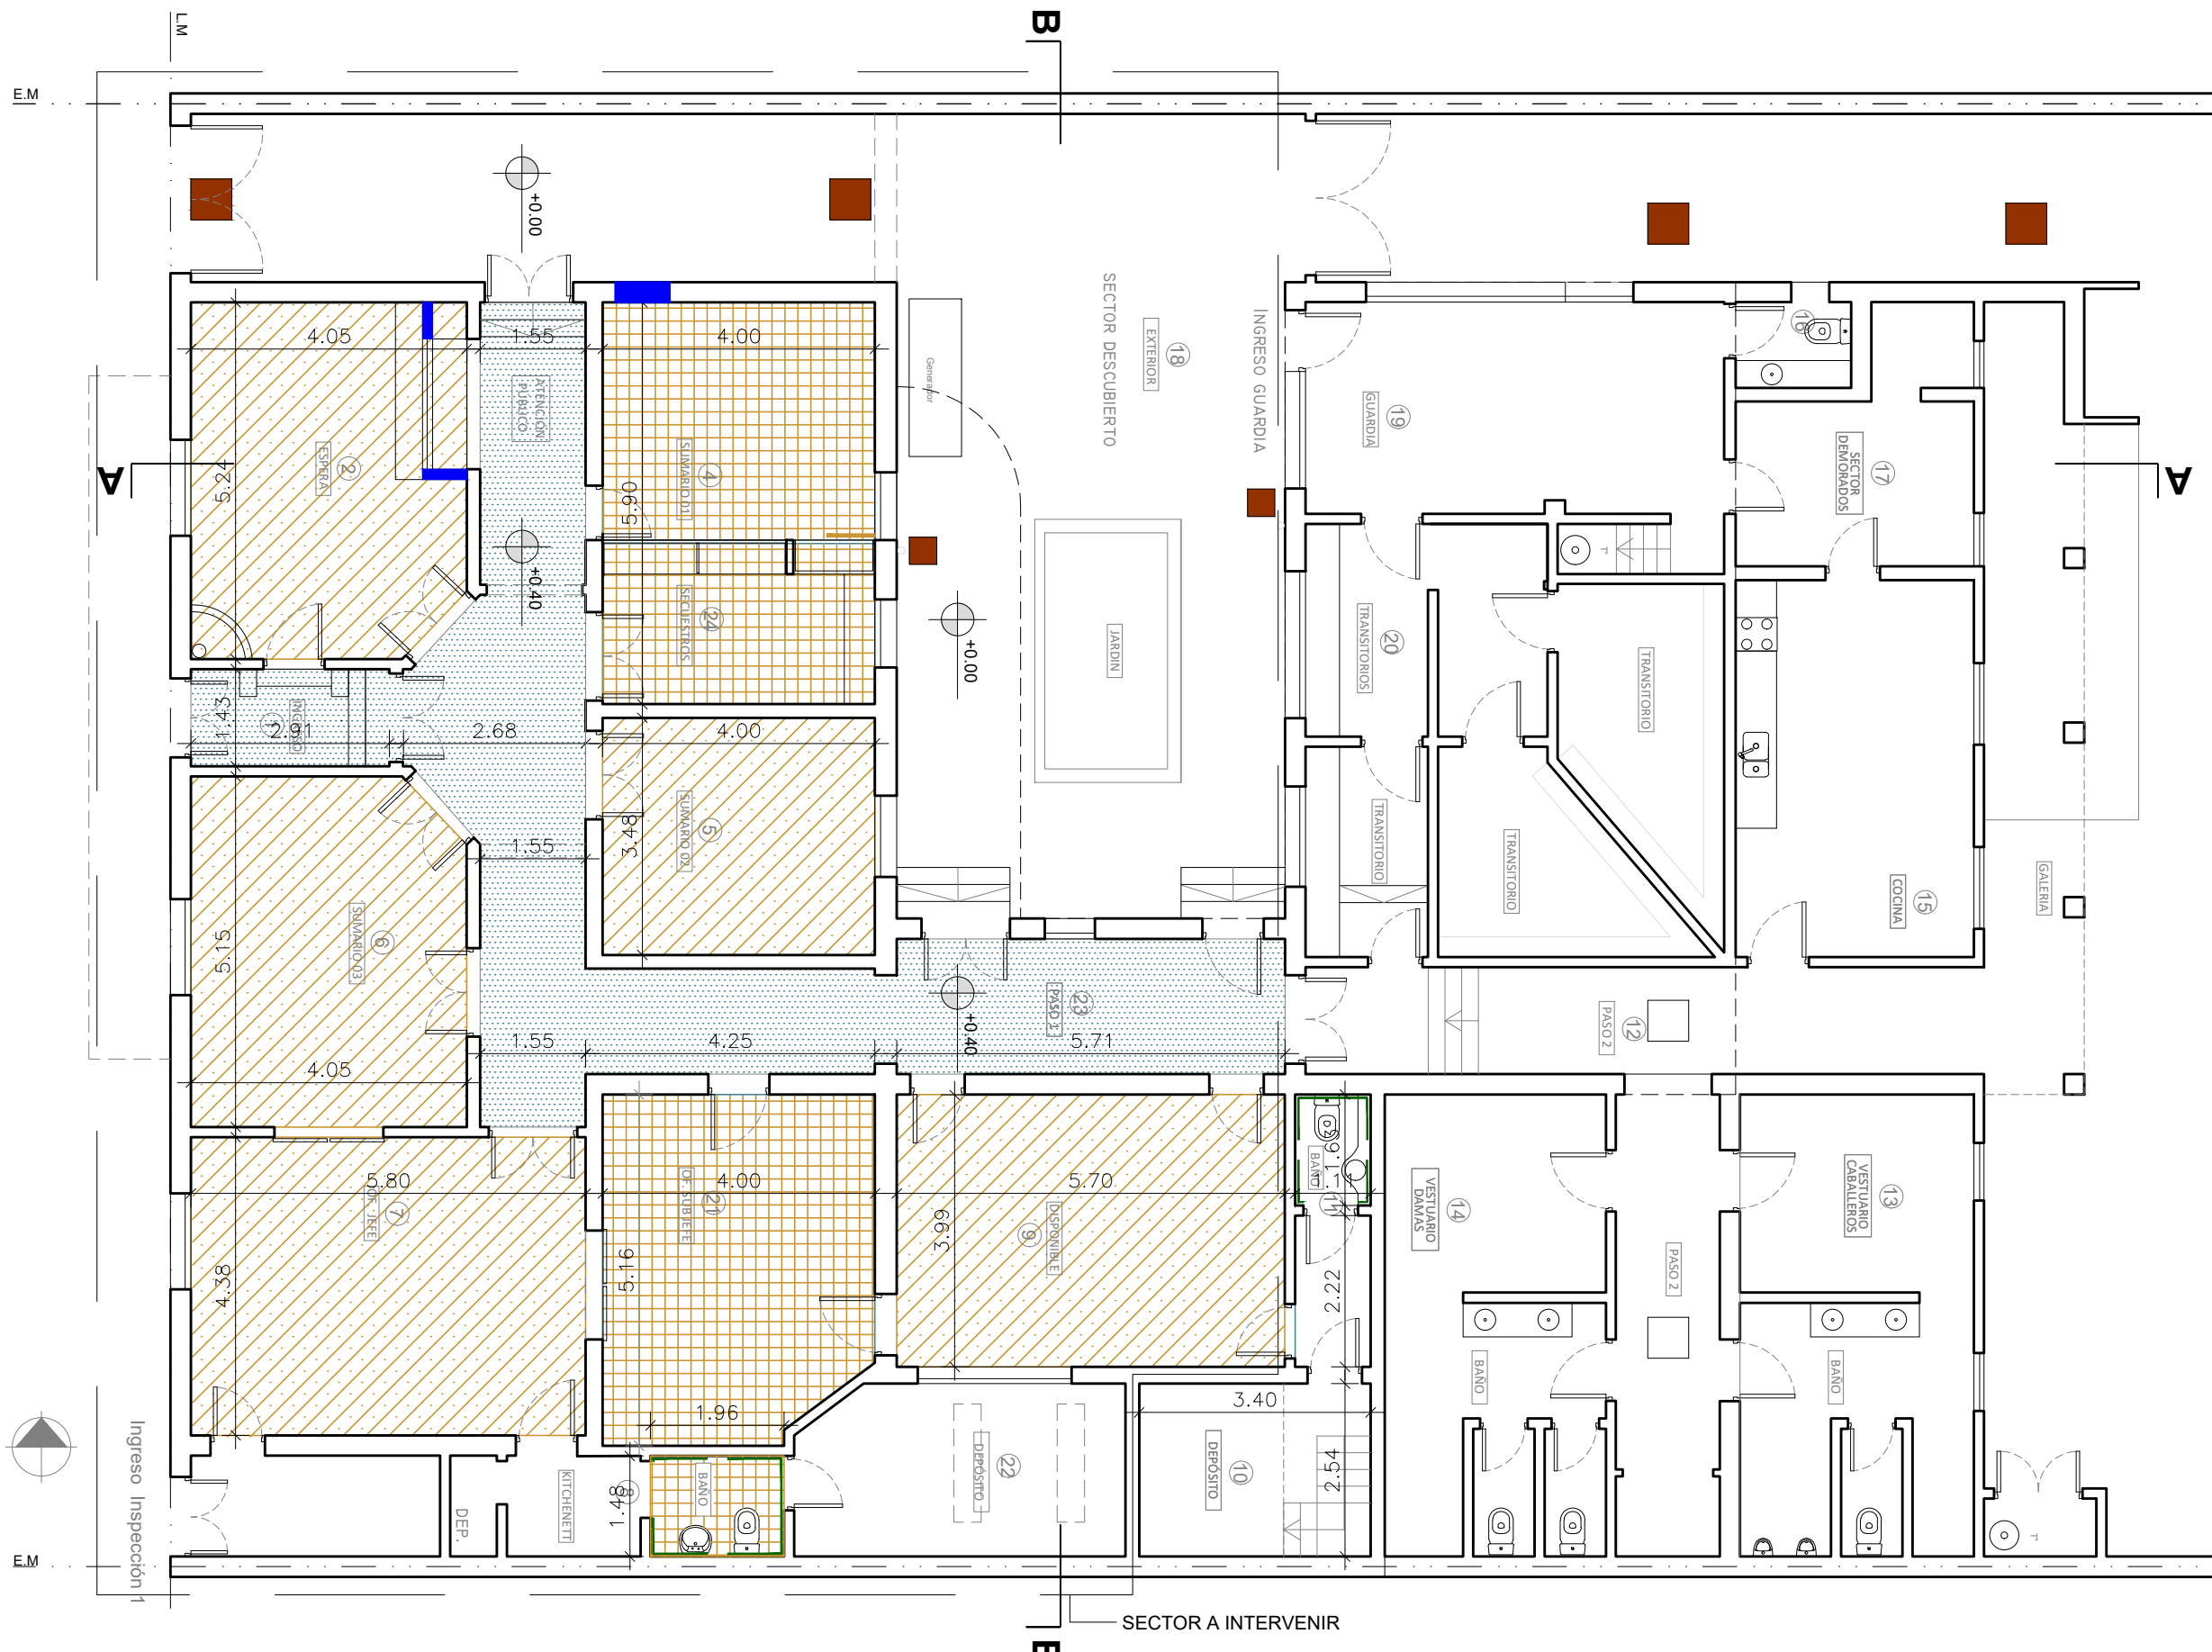 L.M
B
E.M
+0.00
4.05
1.55
4.00
ATENCIÓN
PÚBLICO
2
ESPERA
5.24
A
4
SUMARIO 01
5.90
+0.40
24
SECUESTROS
Generador
SECTOR DESCUBIERTO
18
EXTERIOR
INGRESO GUARDIA
JARDIN
+0.00
19
GUARDIA
16
17
SECTOR
DEMORADOS
A
20
TRANSITORIOS
TRANSITORIO
TRANSITORIO
TRANSITORIO
15
COCINA
GALERIA
1
INGRESO
1.43
2.91
2.68
4.00
5
SUMARIO 02
3.48
1.55
6
SUMARIO 03
5.15
4.05
1.55
4.25
5.71
23
PASO 1
+0.40
12
PASO 2
5.80
7
OF. JEFE
4.38
21
OF SUBJEFE
4.00
5.16
1.96
5.70
9
DISPONIBLE
3.99
BAÑO
11
1.63
1.11
2.22
14
VESTUARIO
DAMAS
13
VESTUARIO
CABALLEROS
PASO 2
BAÑO
BAÑO
3.40
10
DEPÓSITO
2.54
22
DEPÓSITO
8
BAÑO
1.48
KITCHENETT
DEP.
Ingreso Inspección 1
E.M
SECTOR A INTERVENIR